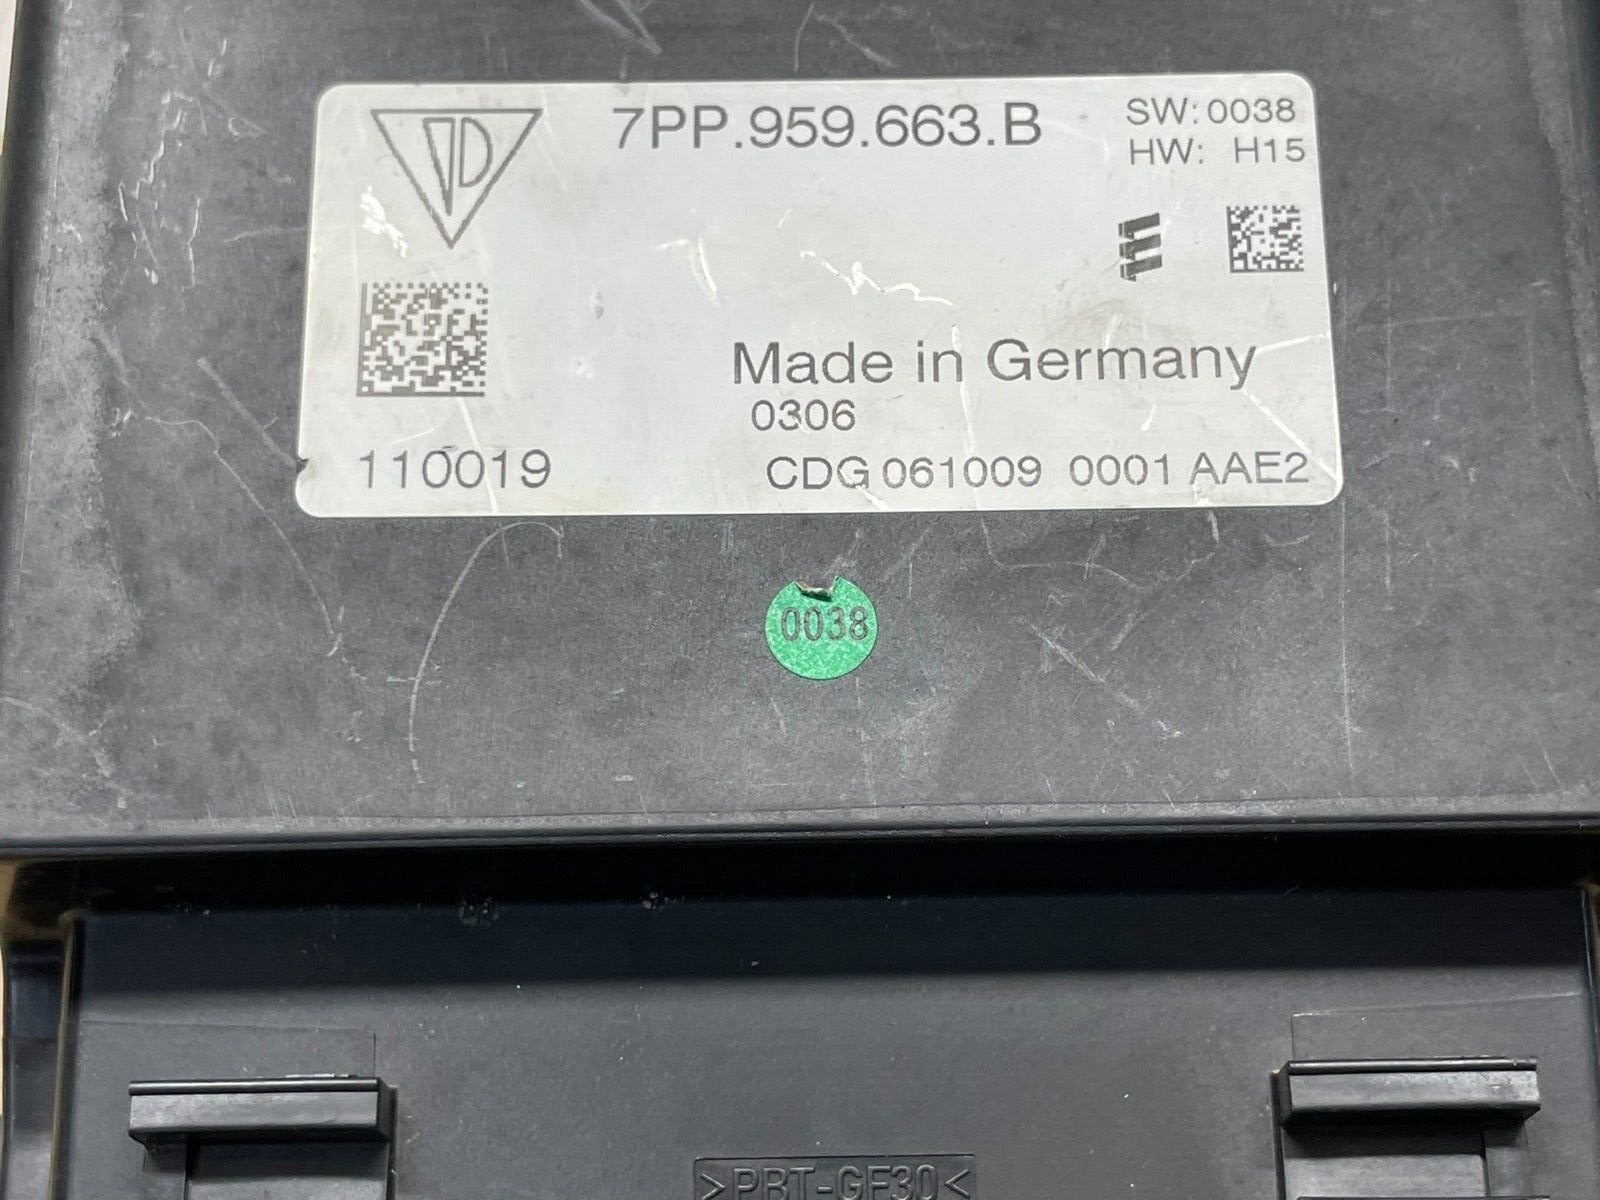 7PP.959.663.B
SW: 0038
HW: H15
Made in Germany
0306
110019
CDG 061009 0001 AAE2
0038
>PBT-GF30<